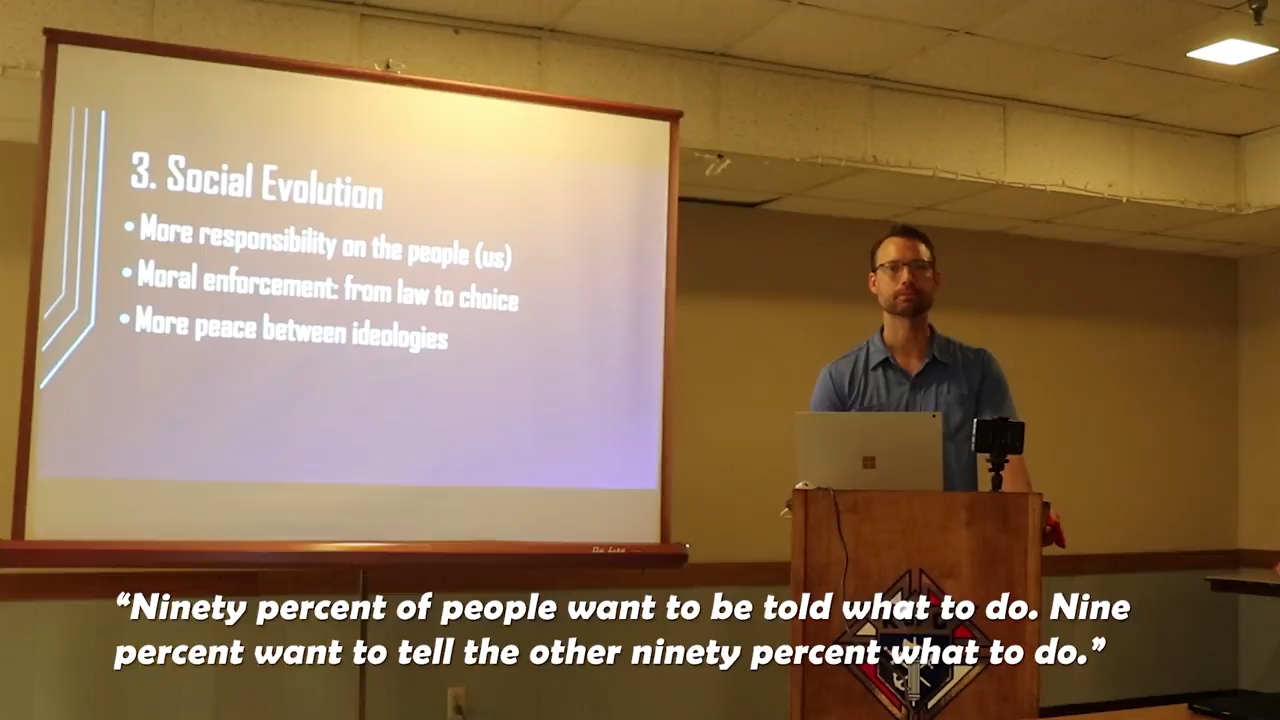 3. Social Evolution
• More responsibility on the people (us)
• Moral enforcement: from law to choice
• More peace between ideologies
Da-Lite
“Ninety percent of people want to be told what to do. Nine
percent want to tell the other ninety percent what to do.”